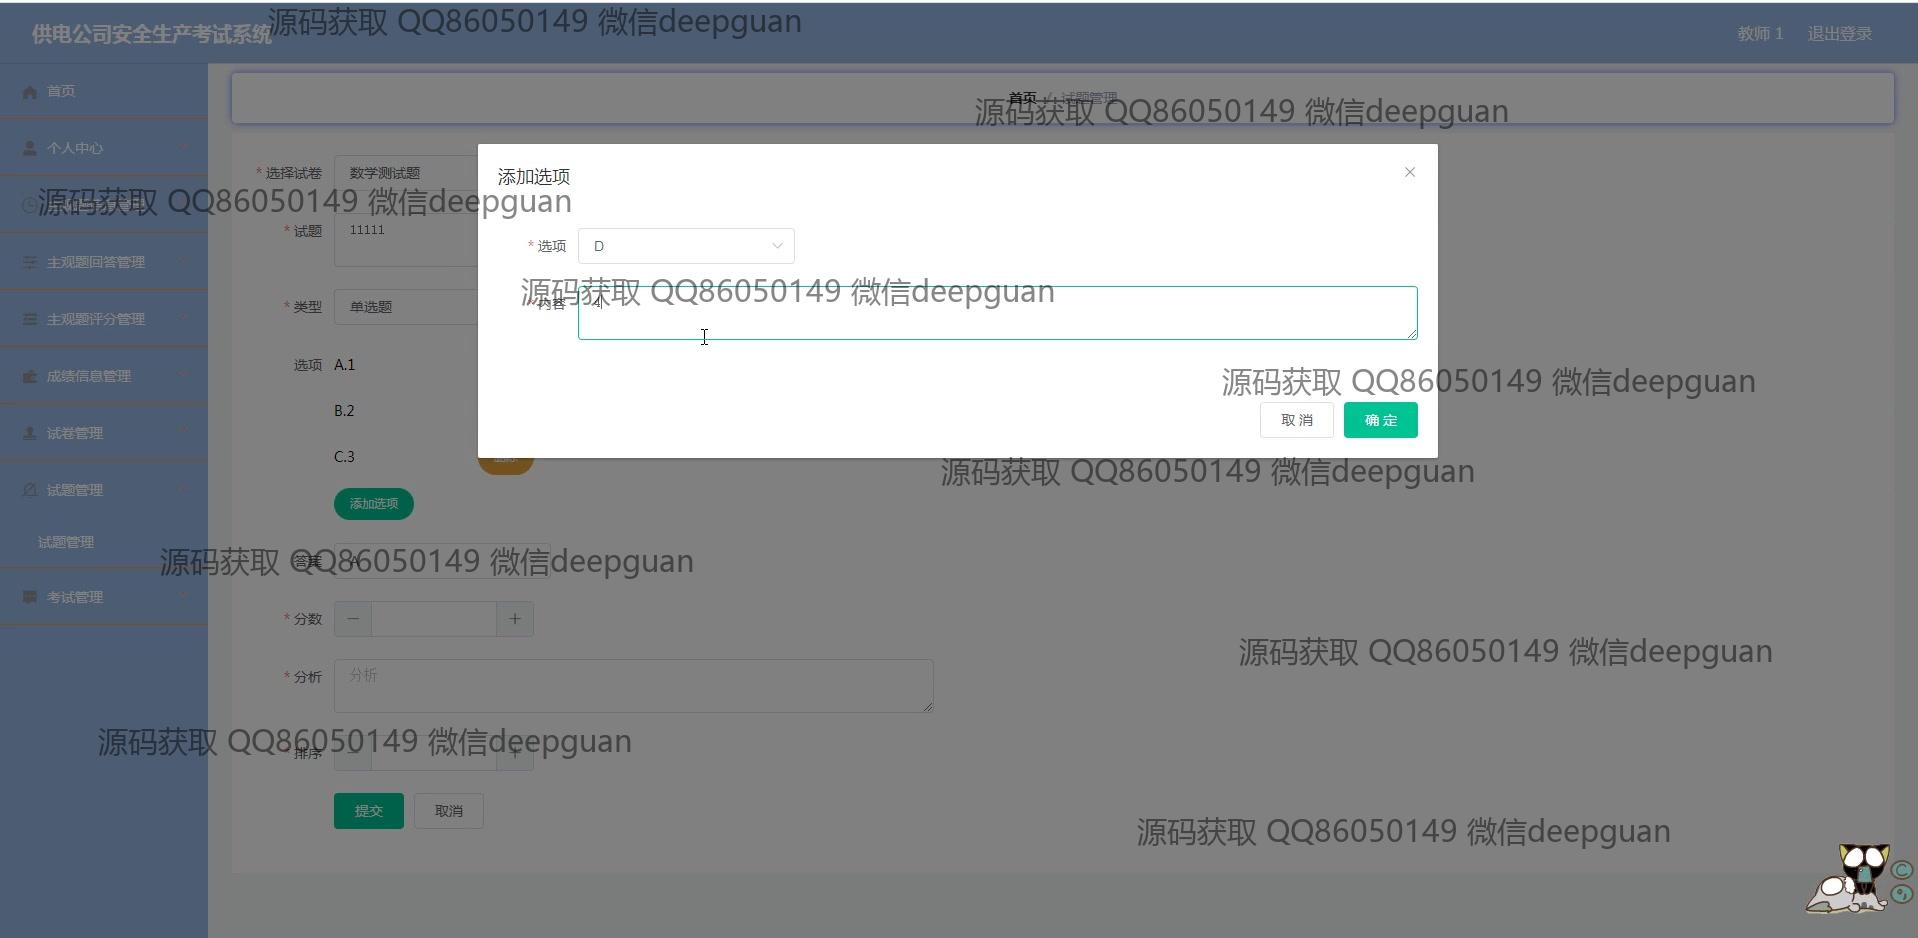 供电公司安全生产考试系统
源码获取 QQ86050149 微信deepguan
教师 1
退出登录
首页
个人中心
主观题回答管理
主观题评分管理
成绩信息管理
试卷管理
试题管理
试题管理
考试管理
首页 / 试题管理
源码获取 QQ86050149 微信deepguan
* 选择试卷 数学测试题
源码获取 QQ86050149 微信deepguan
* 试题 11111
* 类型 单选题
选项 A.1
B.2
C.3
添加选项
答案 A
源码获取 QQ86050149 微信deepguan
* 分数
* 分析 分析
* 排序
源码获取 QQ86050149 微信deepguan
提交 取消
添加选项
* 选项 D
* 内容 4
源码获取 QQ86050149 微信deepguan
源码获取 QQ86050149 微信deepguan
取消 确定
源码获取 QQ86050149 微信deepguan
源码获取 QQ86050149 微信deepguan
源码获取 QQ86050149 微信deepguan